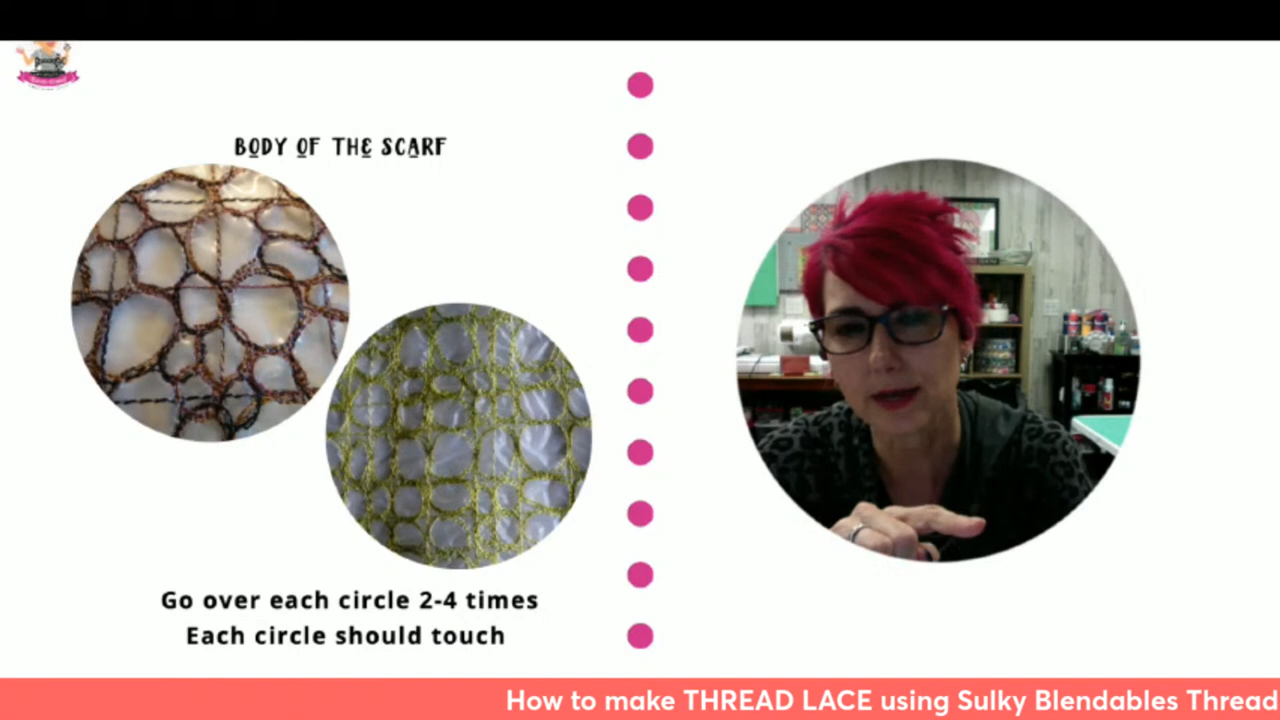 BODY OF THE SCARF
Go over each circle 2-4 times
Each circle should touch
How to make THREAD LACE using Sulky Blendables Thread